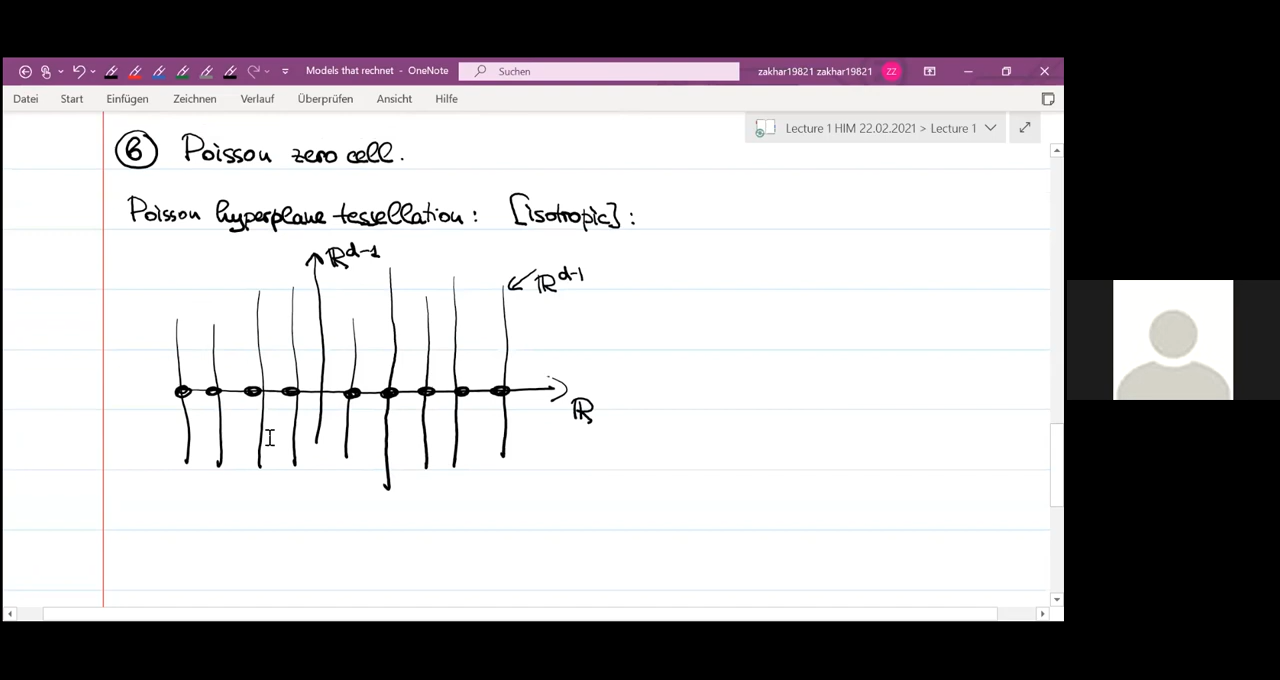 Models that rechnet - OneNote
Suchen
zakhar19821 zakhar19821
ZZ
Datei Start Einfügen Zeichnen Verlauf Überprüfen Ansicht Hilfe
Lecture 1 HIM 22.02.2021 > Lecture 1
⑥ Poisson zero cell.
Poisson hyperplane tessellation: [isotropic]:
ℝ^{d-1}
ℝ^{d-1}
ℝ